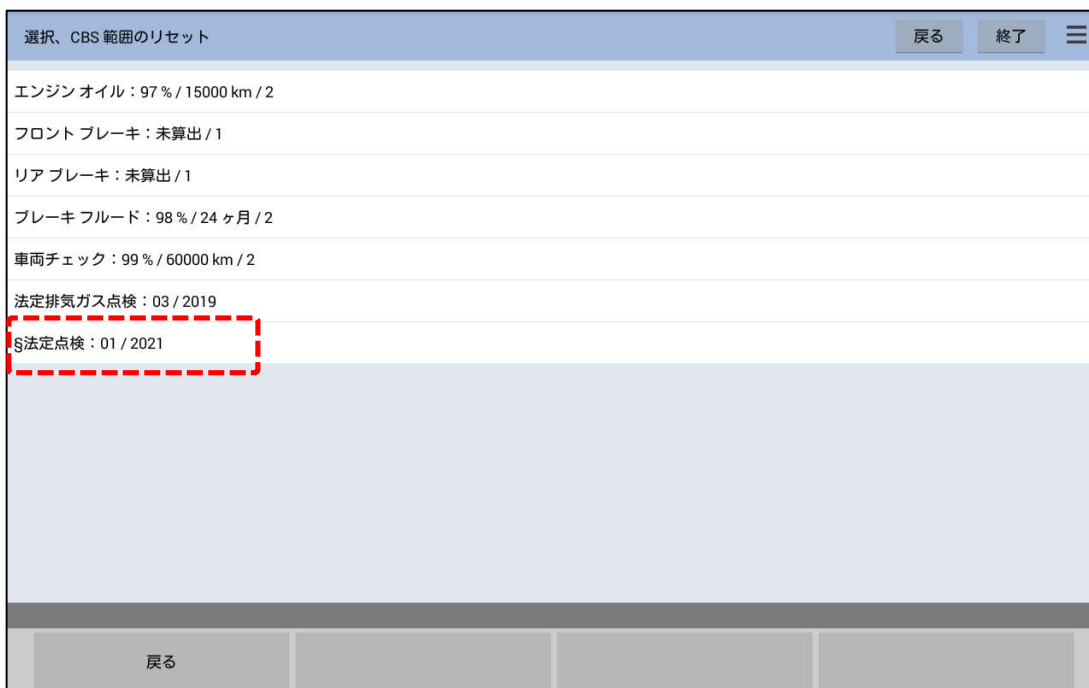 選択、CBS 範囲のリセット
戻る
終了
エンジン オイル：97 % / 15000 km / 2
フロント ブレーキ：未算出 / 1
リア ブレーキ：未算出 / 1
ブレーキ フルード：98 % / 24 ヶ月 / 2
車両チェック：99 % / 60000 km / 2
法定排気ガス点検：03 / 2019
§法定点検：01 / 2021
戻る